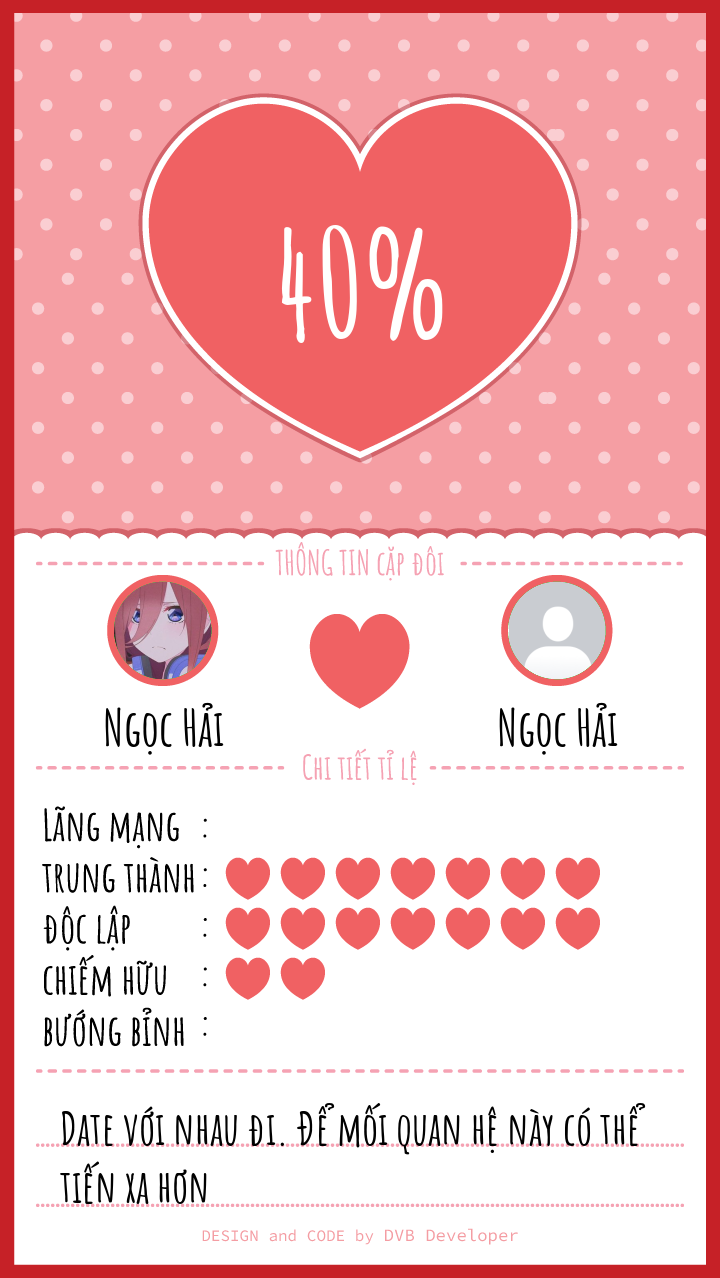 40%
THÔNG TIN CẶP ĐÔI
NGỌC HẢI
NGỌC HẢI
CHI TIẾT TỈ LỆ
LÃNG MẠNG :
TRUNG THÀNH :
ĐỘC LẬP :
CHIẾM HỮU :
BƯỚNG BỈNH :
DATE VỚI NHAU ĐI. ĐỂ MỐI QUAN HỆ NÀY CÓ THỂ
TIẾN XA HƠN
DESIGN and CODE by DVB Developer